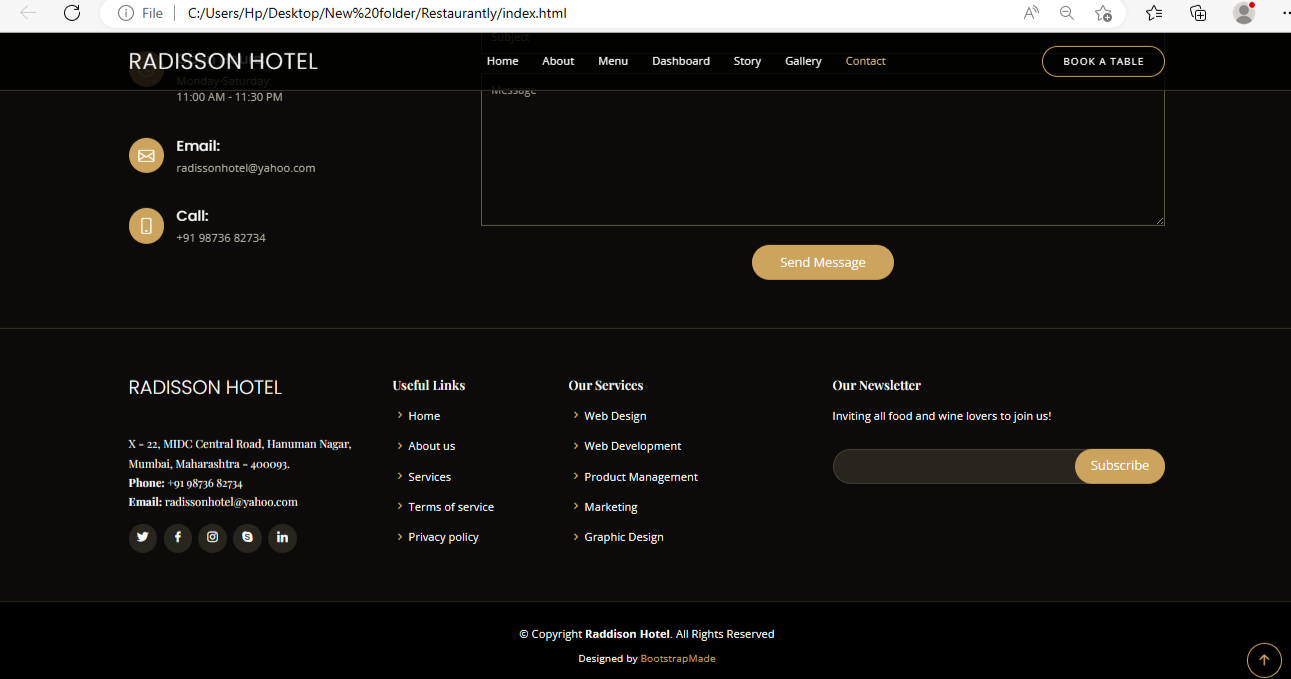 File C:/Users/Hp/Desktop/New%20folder/Restaurantly/index.html
Subject
RADISSON HOTEL Home About Menu Dashboard Story Gallery Contact BOOK A TABLE
Monday-Saturday:
11:00 AM - 11:30 PM
Message
Email:
radissonhotel@yahoo.com
Call:
+91 98736 82734
Send Message
RADISSON HOTEL
X - 22, MIDC Central Road, Hanuman Nagar,
Mumbai, Maharashtra - 400093.
Phone: +91 98736 82734
Email: radissonhotel@yahoo.com
Useful Links
Home
About us
Services
Terms of service
Privacy policy
Our Services
Web Design
Web Development
Product Management
Marketing
Graphic Design
Our Newsletter
Inviting all food and wine lovers to join us!
Subscribe
© Copyright Raddison Hotel. All Rights Reserved
Designed by BootstrapMade